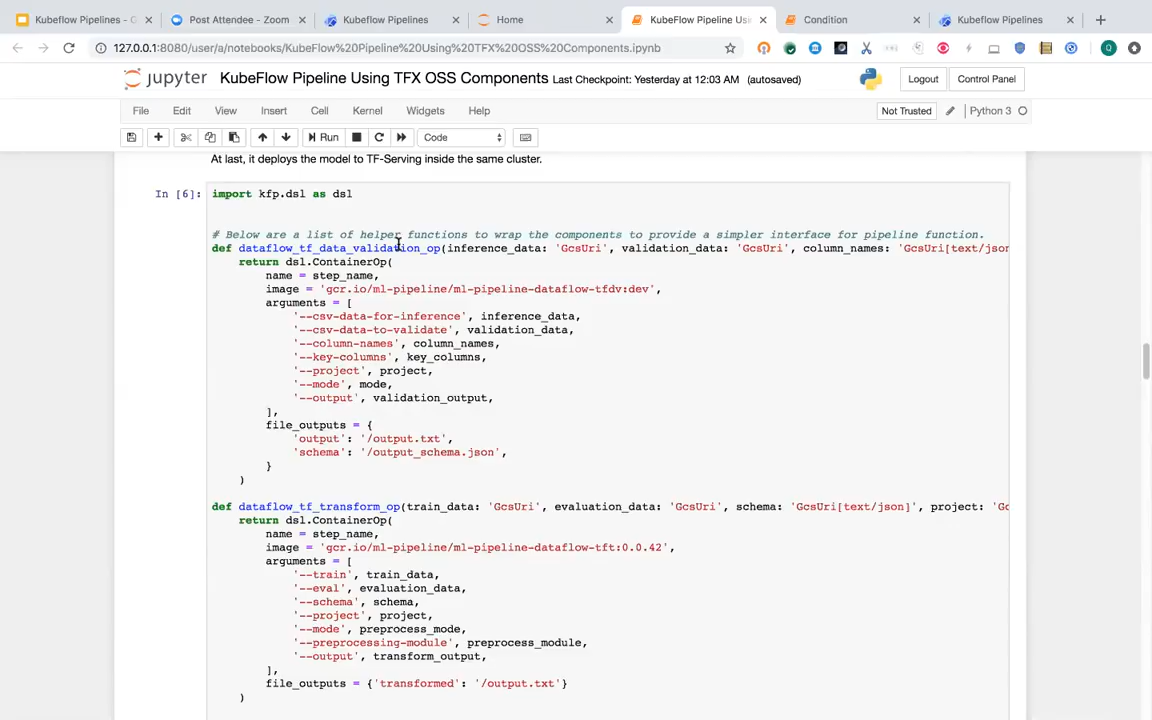 Kubeflow Pipelines - G
Post Attendee - Zoom
Kubeflow Pipelines
Home
KubeFlow Pipeline Usi
Condition
Kubeflow Pipelines
127.0.0.1:8080/user/a/notebooks/KubeFlow%20Pipeline%20Using%20TFX%20OSS%20Components.ipynb
jupyter KubeFlow Pipeline Using TFX OSS Components Last Checkpoint: Yesterday at 12:03 AM (autosaved)
Logout
Control Panel
File Edit View Insert Cell Kernel Widgets Help
Not Trusted
Python 3
Run
Code
At last, it deploys the model to TF-Serving inside the same cluster.
In [6]: import kfp.dsl as dsl
# Below are a list of helper functions to wrap the components to provide a simpler interface for pipeline function.
def dataflow_tf_data_validation_op(inference_data: 'GcsUri', validation_data: 'GcsUri', column_names: 'GcsUri[text/json
return dsl.ContainerOp(
name = step_name,
image = 'gcr.io/ml-pipeline/ml-pipeline-dataflow-tfdv:dev',
arguments = [
'--csv-data-for-inference', inference_data,
'--csv-data-to-validate', validation_data,
'--column-names', column_names,
'--key-columns', key_columns,
'--project', project,
'--mode', mode,
'--output', validation_output,
],
file_outputs = {
'output': '/output.txt',
'schema': '/output_schema.json',
}
)
def dataflow_tf_transform_op(train_data: 'GcsUri', evaluation_data: 'GcsUri', schema: 'GcsUri[text/json]', project: 'Gc
return dsl.ContainerOp(
name = step_name,
image = 'gcr.io/ml-pipeline/ml-pipeline-dataflow-tft:0.0.42',
arguments = [
'--train', train_data,
'--eval', evaluation_data,
'--schema', schema,
'--project', project,
'--mode', preprocess_mode,
'--preprocessing-module', preprocess_module,
'--output', transform_output,
],
file_outputs = {'transformed': '/output.txt'}
)